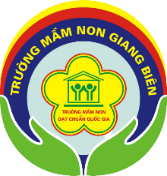 TRƯỜNG MẦM NON GIANG BIÊN
TRƯỜNG MẦM NON
ĐẠT CHUẨN QUỐC GIA